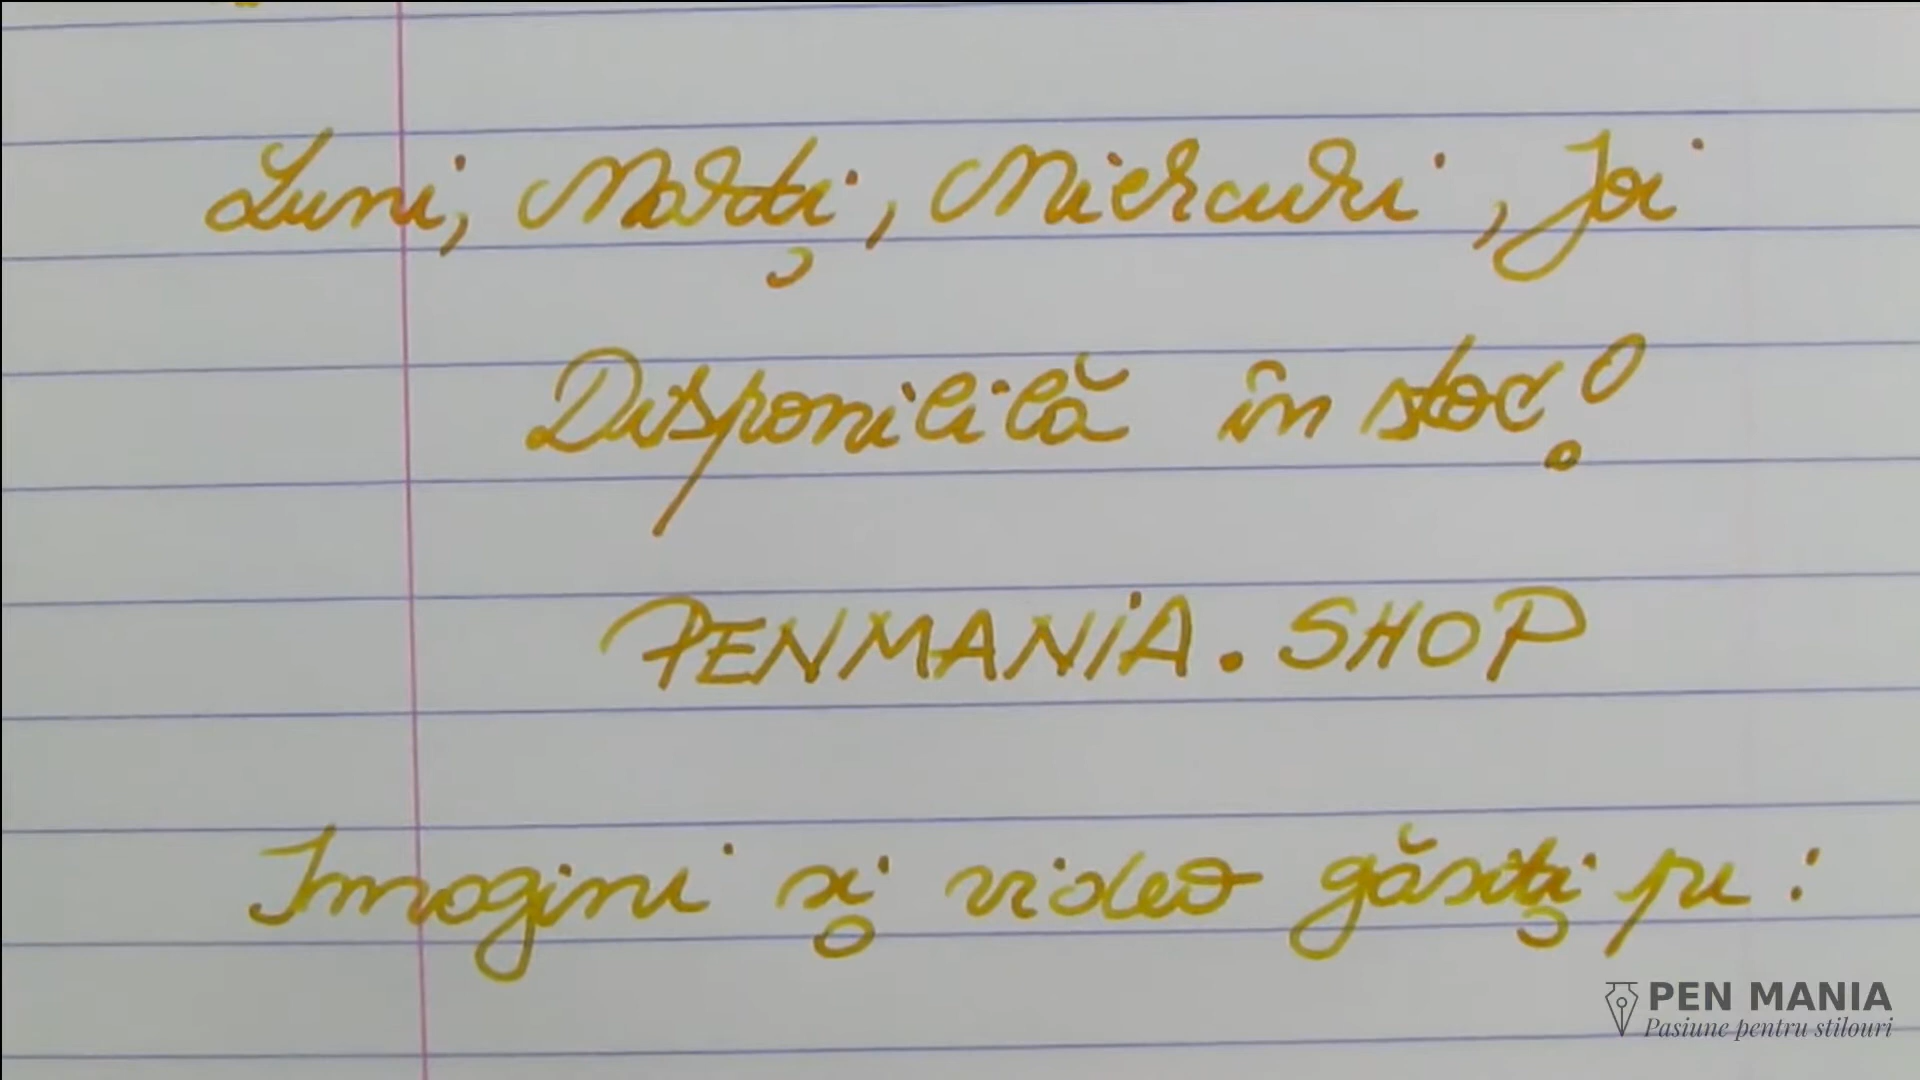 Luni, Marți, Miercuri, Joi
Disponibilă în stoc!
PENMANiA.SHOP
Imagini și video găsiți pe:
PEN MANIA
Pasiune pentru stilouri